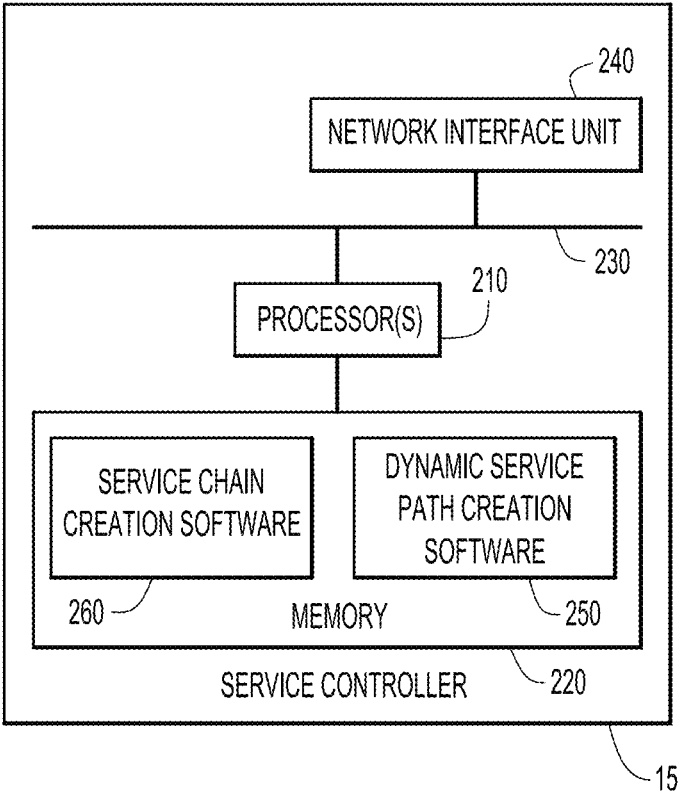 240
NETWORK INTERFACE UNIT
230
210
PROCESSOR(S)
SERVICE CHAIN
CREATION SOFTWARE
DYNAMIC SERVICE
PATH CREATION
SOFTWARE
260
MEMORY
250
SERVICE CONTROLLER
220
15